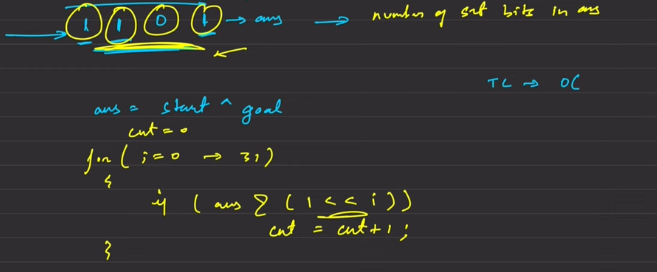 1 1 0 1 → ans → number of set bits in ans
TC → O(
ans = start ^ goal
cnt = 0
for ( i = 0 → 31)
{
if ( ans & ( 1 < < i ))
cnt = cnt + 1 ;
}